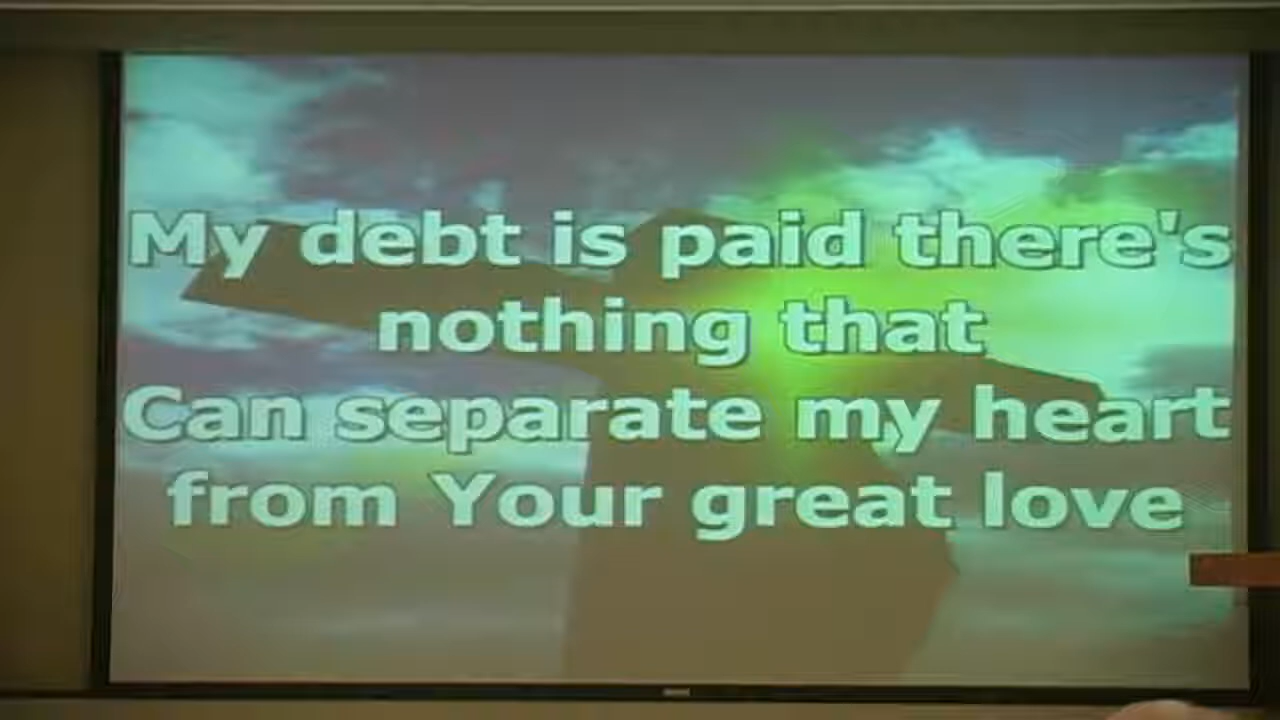 My debt is paid there's
nothing that
Can separate my heart
from Your great love